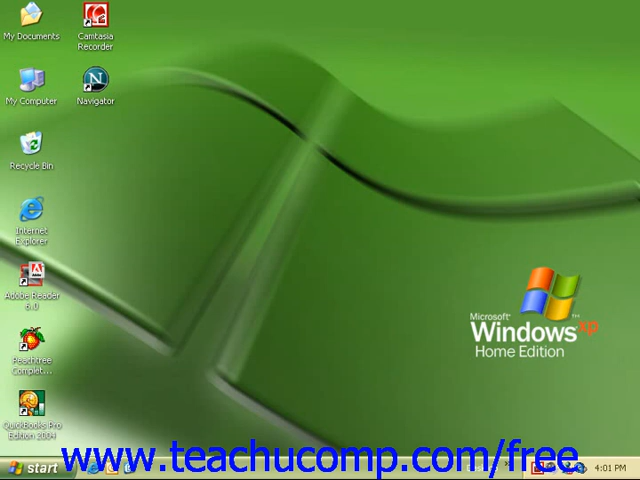 My Documents
Camtasia
Recorder
My Computer
Navigator
Recycle Bin
Internet
Explorer
Adobe Reader
6.0
Peachtree
Complet...
QuickBooks Pro
Edition 2004
Microsoft®
Windows xp
Home Edition
start
www.teachucomp.com/free
4:01 PM